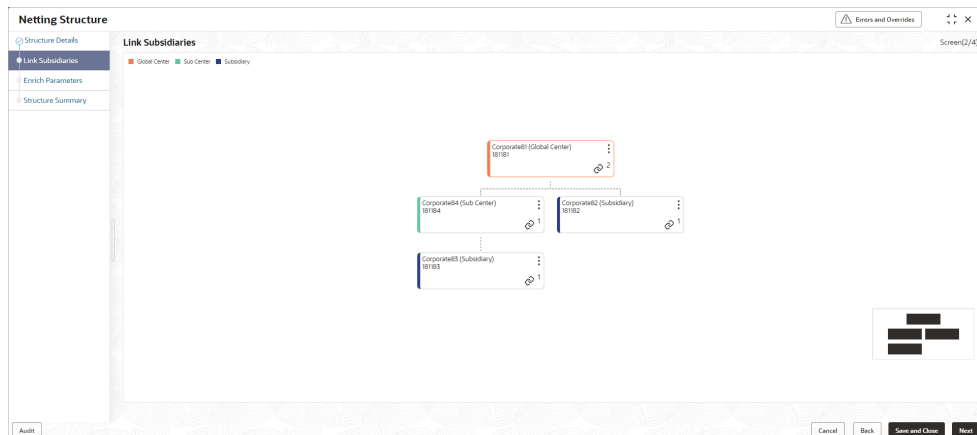 Netting Structure
Errors and Overrides
Structure Details
Link Subsidiaries
Enrich Parameters
Structure Summary
Link Subsidiaries
Screen(2/4)
Global Center Sub Center Subsidiary
Corporate81 (Global Center)
181181
2
Corporate84 (Sub Center)
181184
1
Corporate82 (Subsidiary)
181182
1
Corporate83 (Subsidiary)
181183
1
Audit
Cancel
Back
Save and Close
Next